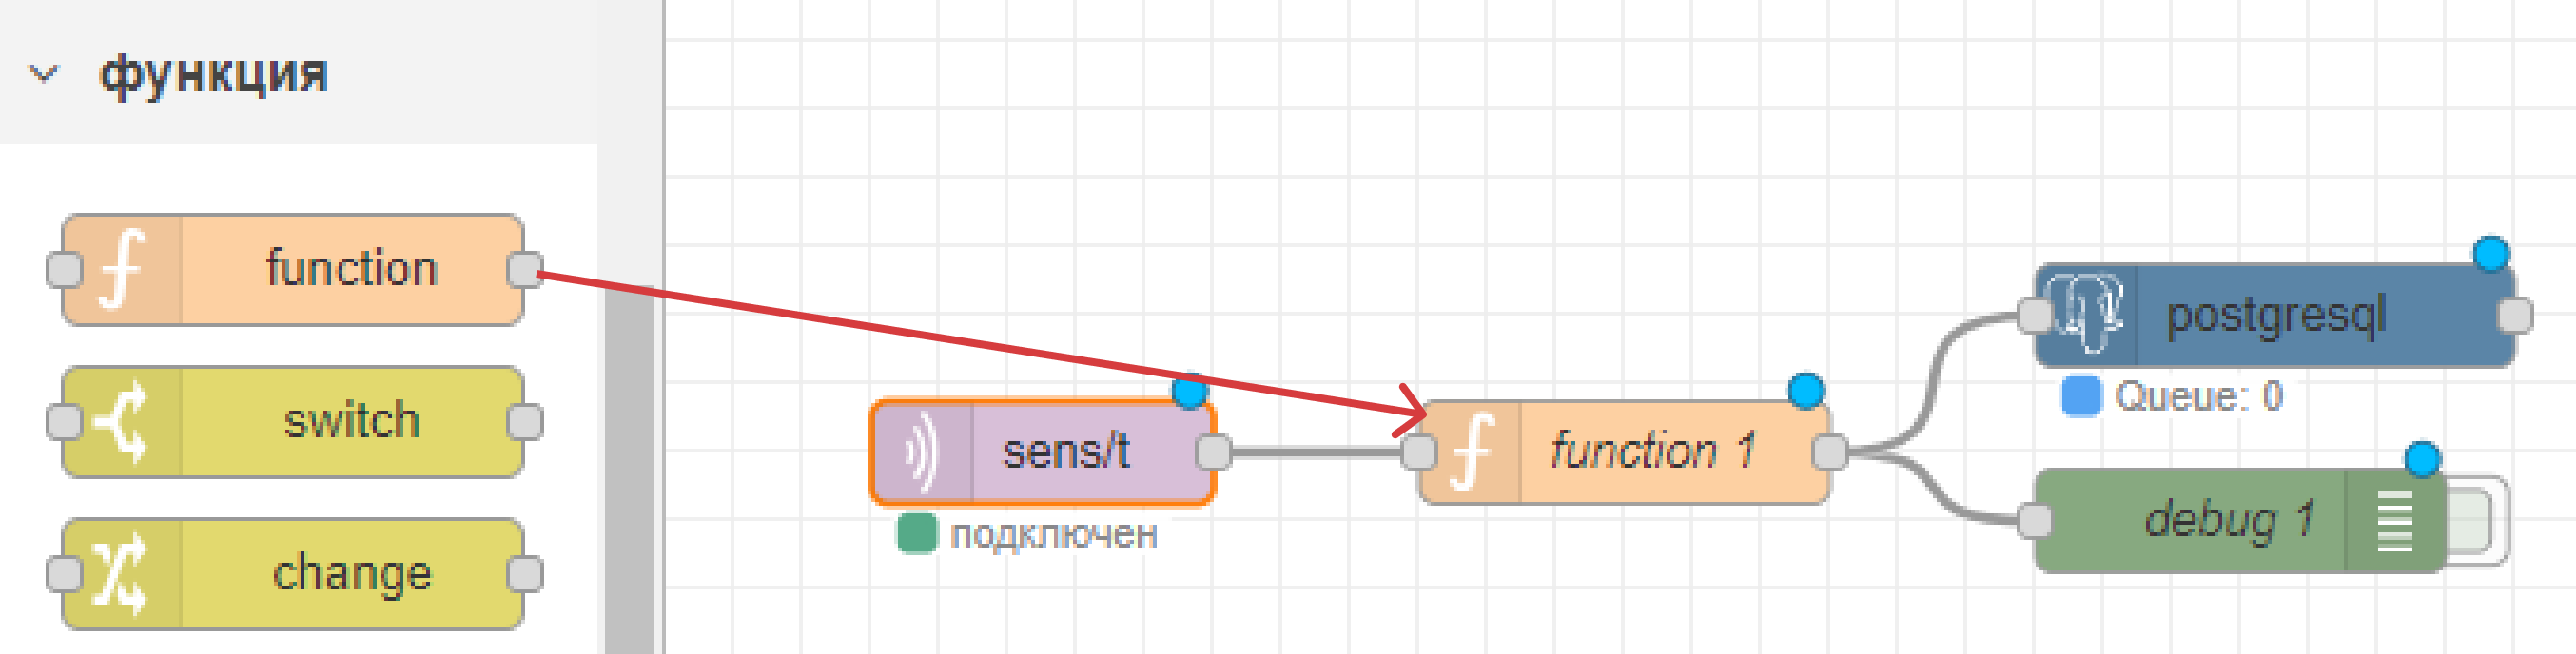 функция
function
switch
change
sens/t
подключен
function 1
postgresql
Queue: 0
debug 1